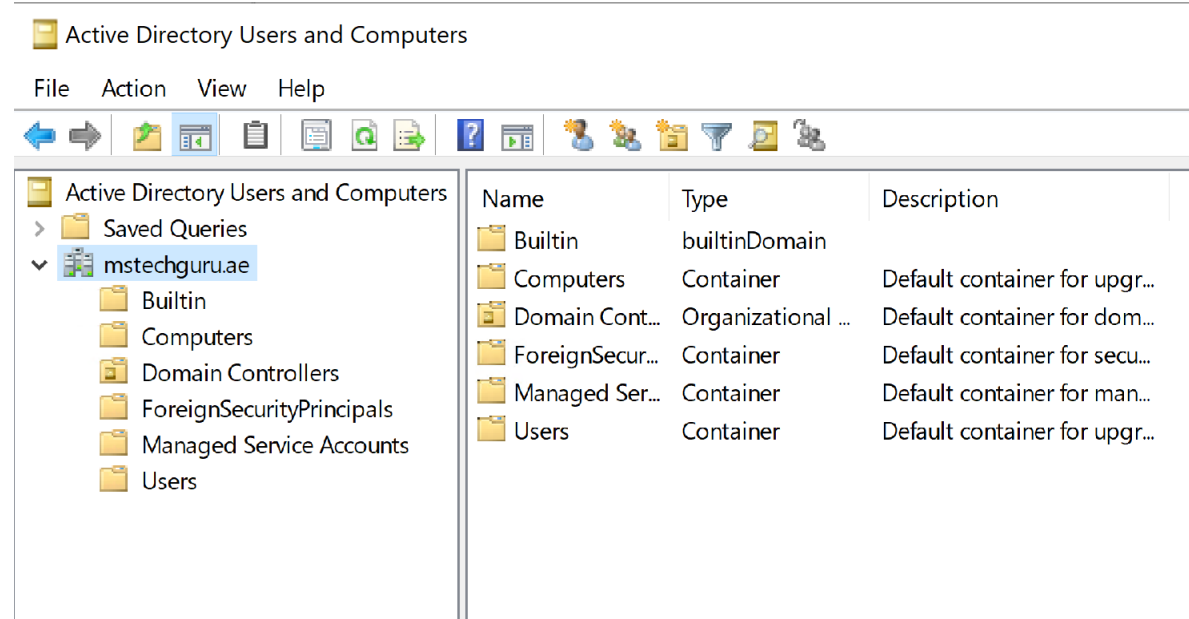 Active Directory Users and Computers
File Action View Help
Active Directory Users and Computers
Saved Queries
mstechguru.ae
Builtin
Computers
Domain Controllers
ForeignSecurityPrincipals
Managed Service Accounts
Users
Name Type Description
Builtin builtinDomain
Computers Container Default container for upgr...
Domain Cont... Organizational ... Default container for dom...
ForeignSecur... Container Default container for secu...
Managed Ser... Container Default container for man...
Users Container Default container for upgr...